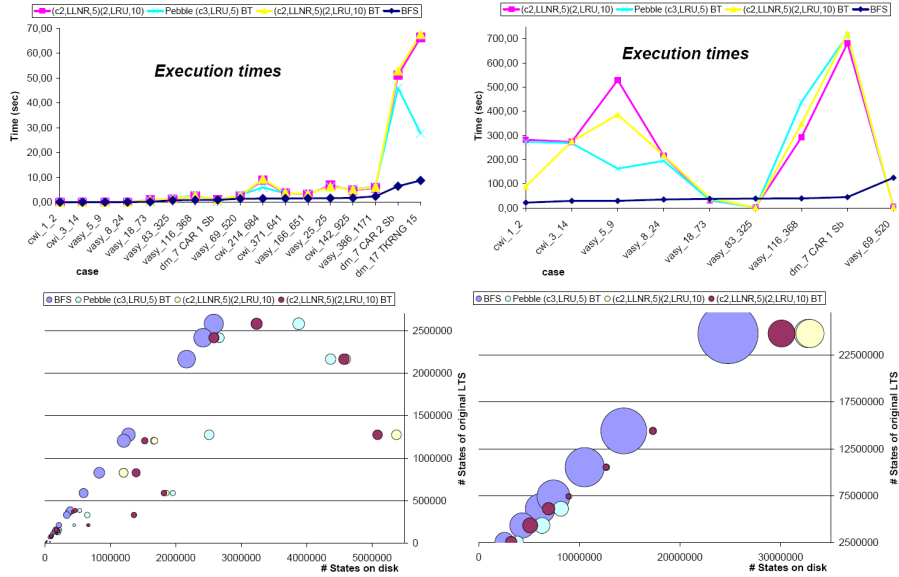 (c2,LLNR,5)(2,LRU,10) Pebble (c3,LRU,5) BT (c2,LLNR,5)(2,LRU,10) BT BFS
Execution times
Time (sec)
70,00
60,00
50,00
40,00
30,00
20,00
10,00
0,00
cwi_1_2
cwi_3_14
vasy_5_9
vasy_8_24
vasy_18_73
vasy_83_325
vasy_116_368
dm_7 CAR 1 Sb
vasy_69_520
cwi_214_684
cwi_371_641
vasy_166_651
vasy_25_25
cwi_142_925
vasy_386_1171
dm_7 CAR 2 Sb
dm_17 TKRNG 15
case
(c2,LLNR,5)(2,LRU,10) Pebble (c3,LRU,5) BT (c2,LLNR,5)(2,LRU,10) BT BFS
Execution times
Time (sec)
700,00
600,00
500,00
400,00
300,00
200,00
100,00
0,00
cwi_1_2
cwi_3_14
vasy_5_9
vasy_8_24
vasy_18_73
vasy_83_325
vasy_116_368
dm_7 CAR 1 Sb
vasy_69_520
case
BFS Pebble (c3,LRU,5) BT (c2,LLNR,5)(2,LRU,10) (c2,LLNR,5)(2,LRU,10) BT
2500000
2000000
1500000
1000000
500000
0
# States of original LTS
0 1000000 2000000 3000000 4000000 5000000
# States on disk
BFS Pebble (c3,LRU,5) BT (c2,LLNR,5)(2,LRU,10) (c2,LLNR,5)(2,LRU,10) BT
22500000
17500000
12500000
7500000
2500000
# States of original LTS
0 10000000 20000000 30000000
# States on disk